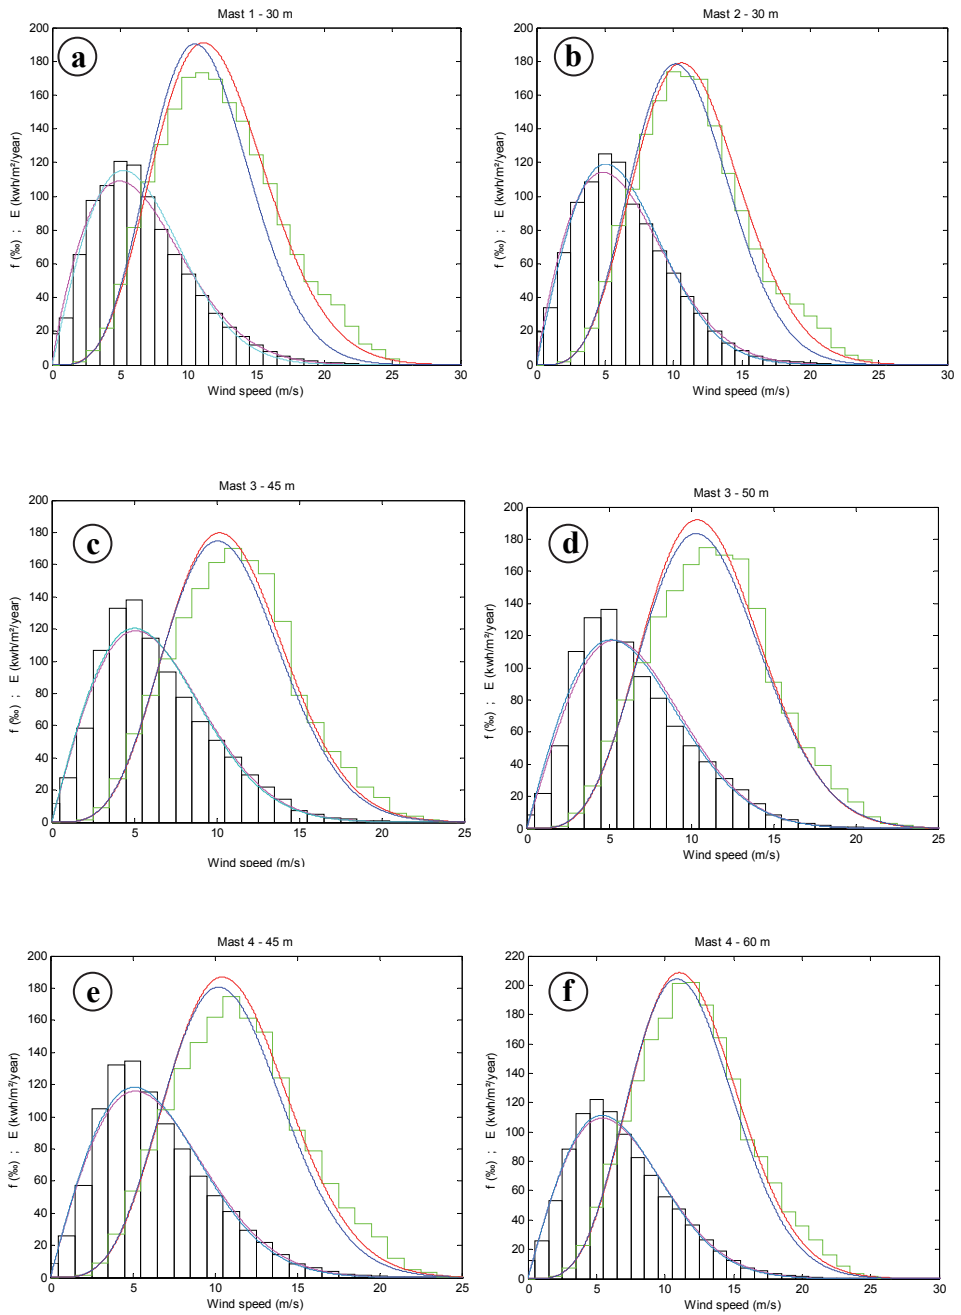 Mast 1 - 30 m
a
200
180
160
140
120
100
80
60
40
20
0
f (‰) ; E (kwh/m²/year)
0 5 10 15 20 25 30
Wind speed (m/s)
Mast 2 - 30 m
b
200
180
160
140
120
100
80
60
40
20
0
f (‰) ; E (kwh/m²/year)
0 5 10 15 20 25 30
Wind speed (m/s)
Mast 3 - 45 m
c
200
180
160
140
120
100
80
60
40
20
0
f (‰) ; E (kwh/m²/year)
0 5 10 15 20 25
Wind speed (m/s)
Mast 3 - 50 m
d
200
180
160
140
120
100
80
60
40
20
0
f (‰) ; E (kwh/m²/year)
0 5 10 15 20 25
Wind speed (m/s)
Mast 4 - 45 m
e
200
180
160
140
120
100
80
60
40
20
0
f (‰) ; E (kwh/m²/year)
0 5 10 15 20 25
Wind speed (m/s)
Mast 4 - 60 m
f
220
200
180
160
140
120
100
80
60
40
20
0
f (‰) ; E (kwh/m²/year)
0 5 10 15 20 25 30
Wind speed (m/s)